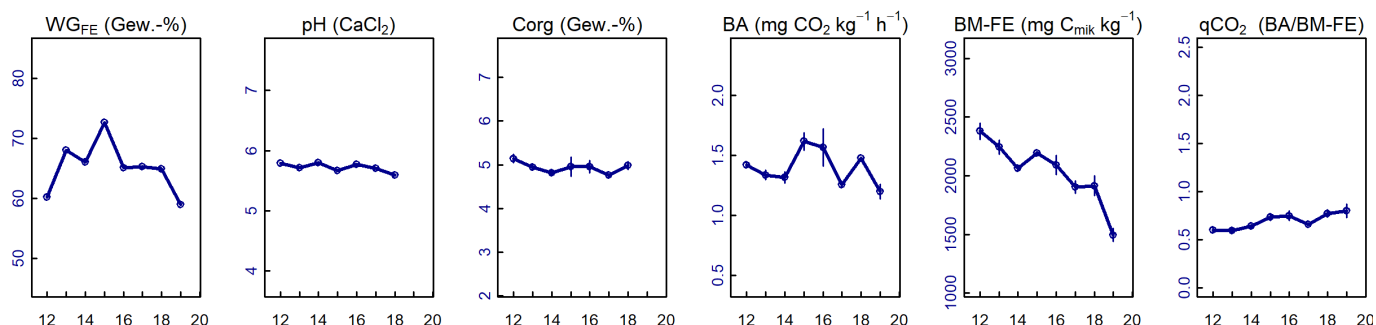 WG_FE (Gew.-%)
80
70
60
50
12 14 16 18 20
pH (CaCl₂)
7
6
5
4
12 14 16 18 20
Corg (Gew.-%)
7
6
5
4
3
2
12 14 16 18 20
BA (mg CO₂ kg⁻¹ h⁻¹)
2.0
1.5
1.0
0.5
12 14 16 18 20
BM-FE (mg C_mik kg⁻¹)
3000
2500
2000
1500
1000
12 14 16 18 20
qCO₂ (BA/BM-FE)
2.5
2.0
1.5
1.0
0.5
0.0
12 14 16 18 20